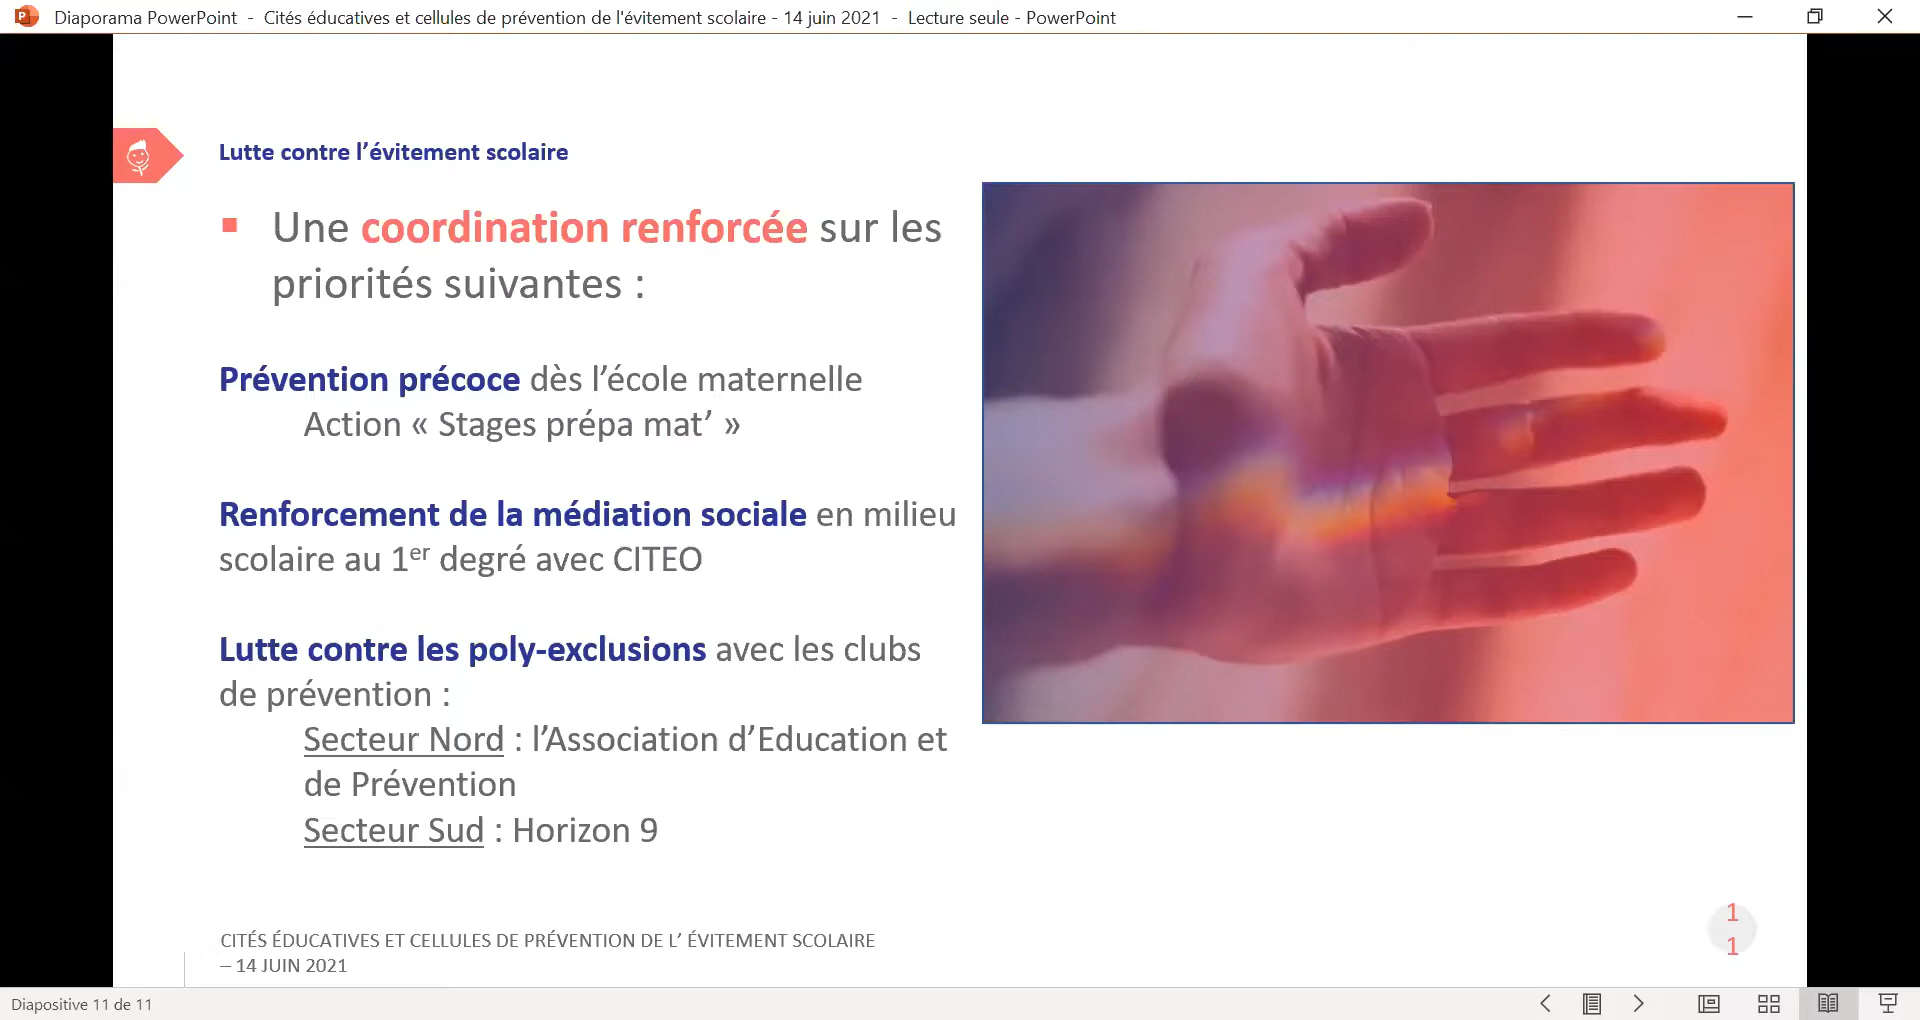 Diaporama PowerPoint - Cités éducatives et cellules de prévention de l'évitement scolaire - 14 juin 2021 - Lecture seule - PowerPoint
Lutte contre l’évitement scolaire
Une coordination renforcée sur les
priorités suivantes :
Prévention précoce dès l’école maternelle
Action « Stages prépa mat’ »
Renforcement de la médiation sociale en milieu
scolaire au 1er degré avec CITEO
Lutte contre les poly-exclusions avec les clubs
de prévention :
Secteur Nord : l’Association d’Education et
de Prévention
Secteur Sud : Horizon 9
CITÉS ÉDUCATIVES ET CELLULES DE PRÉVENTION DE L’ ÉVITEMENT SCOLAIRE
– 14 JUIN 2021
1
1
Diapositive 11 de 11